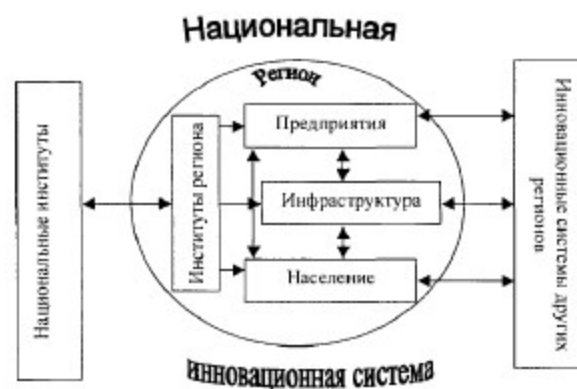 Национальная
Регион
Национальные институты
Институты региона
Предприятия
Инфраструктура
Население
Инновационные системы других
регионов
инновационная система